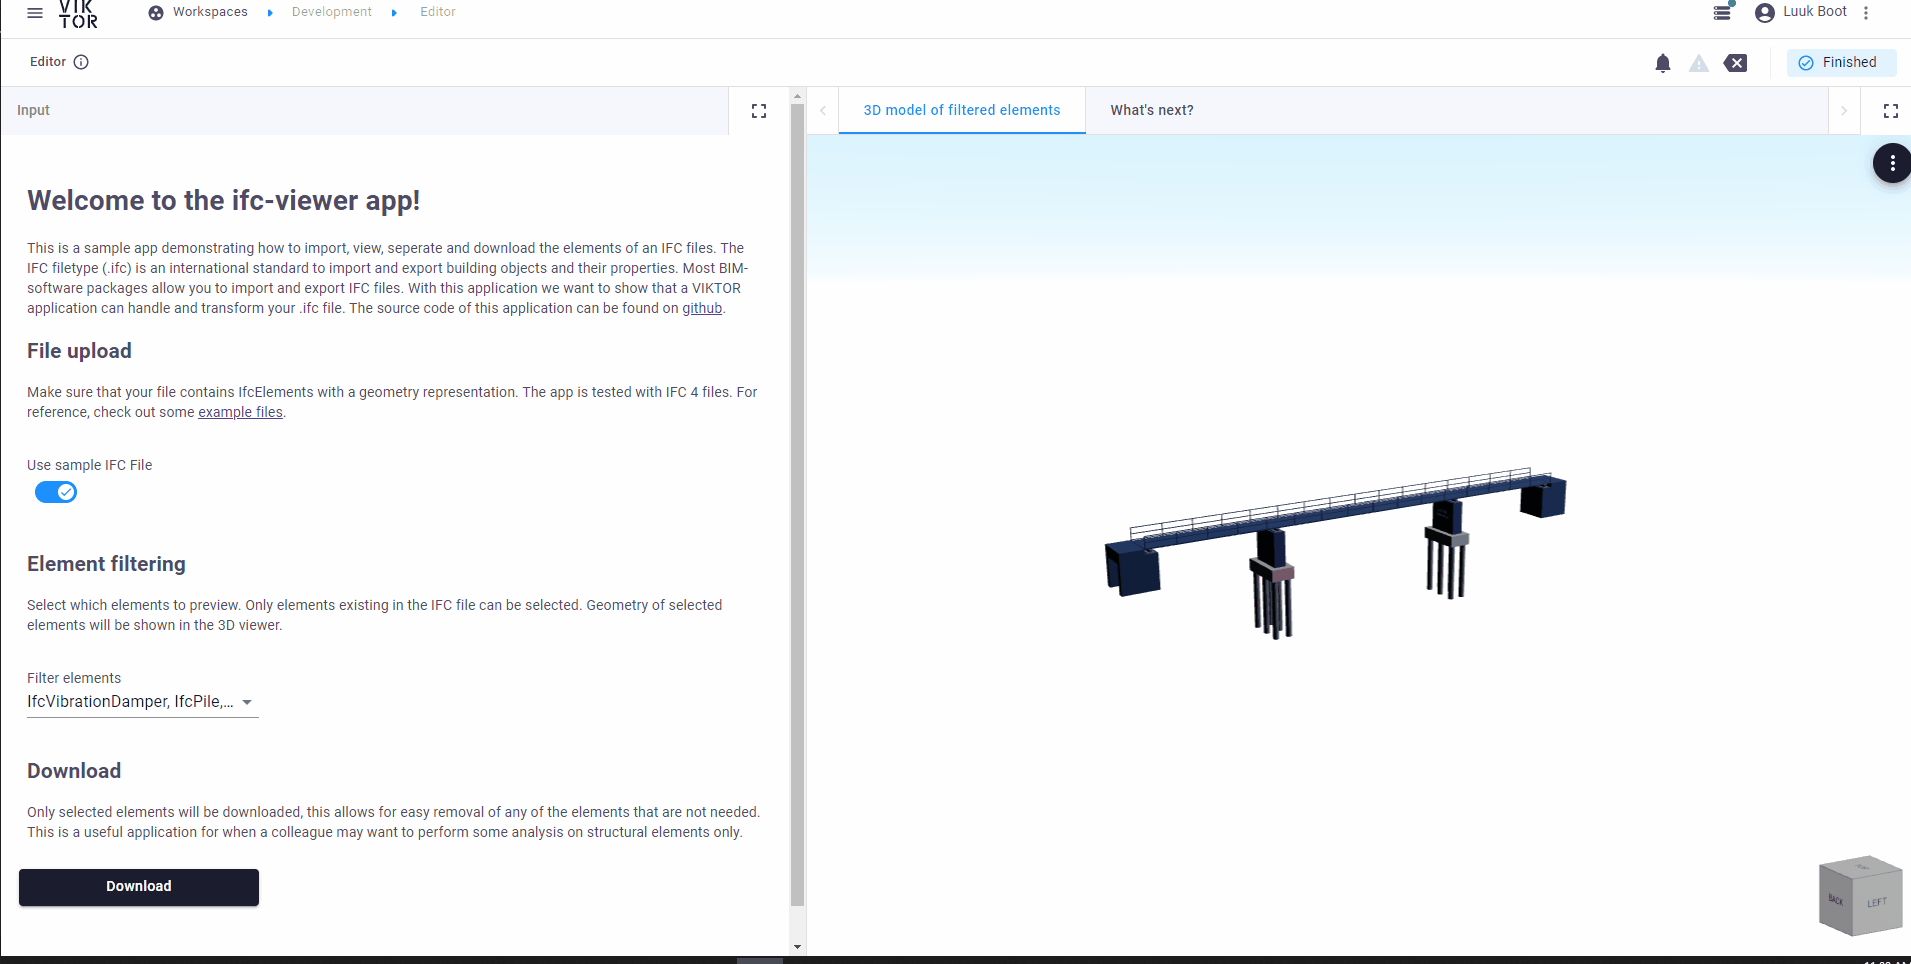 VIK
TOR
Workspaces
Development
Editor
Luuk Boot
Editor
Finished
Input
3D model of filtered elements
What's next?
Welcome to the ifc-viewer app!
This is a sample app demonstrating how to import, view, seperate and download the elements of an IFC files. The
IFC filetype (.ifc) is an international standard to import and export building objects and their properties. Most BIM-
software packages allow you to import and export IFC files. With this application we want to show that a VIKTOR
application can handle and transform your .ifc file. The source code of this application can be found on github.
File upload
Make sure that your file contains IfcElements with a geometry representation. The app is tested with IFC 4 files. For
reference, check out some example files.
Use sample IFC File
Element filtering
Select which elements to preview. Only elements existing in the IFC file can be selected. Geometry of selected
elements will be shown in the 3D viewer.
Filter elements
IfcVibrationDamper, IfcPile,...
Download
Only selected elements will be downloaded, this allows for easy removal of any of the elements that are not needed.
This is a useful application for when a colleague may want to perform some analysis on structural elements only.
Download
TOP
BACK
LEFT